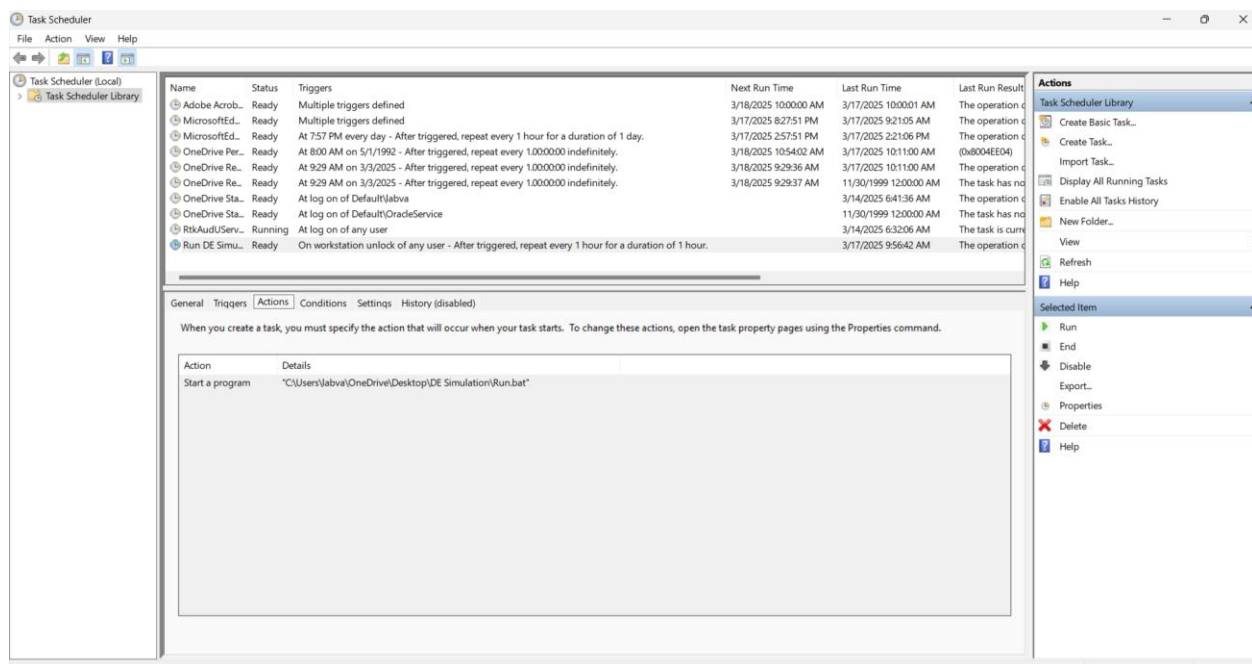 Task Scheduler
File Action View Help
Task Scheduler (Local)
Task Scheduler Library
Name Status Triggers Next Run Time Last Run Time Last Run Result
Adobe Acrob... Ready Multiple triggers defined 3/18/2025 10:00:00 AM 3/17/2025 10:00:01 AM The operation c
MicrosoftEd... Ready Multiple triggers defined 3/17/2025 8:27:51 PM 3/17/2025 9:21:05 AM The operation c
MicrosoftEd... Ready At 7:57 PM every day - After triggered, repeat every 1 hour for a duration of 1 day. 3/17/2025 2:57:51 PM 3/17/2025 2:21:06 PM The operation c
OneDrive Per... Ready At 8:00 AM on 5/1/1992 - After triggered, repeat every 1.00:00:00 indefinitely. 3/18/2025 10:54:02 AM 3/17/2025 10:11:00 AM (0x8004EE04)
OneDrive Re... Ready At 9:29 AM on 3/3/2025 - After triggered, repeat every 1.00:00:00 indefinitely. 3/18/2025 9:29:36 AM 3/17/2025 10:11:00 AM The operation c
OneDrive Re... Ready At 9:29 AM on 3/3/2025 - After triggered, repeat every 1.00:00:00 indefinitely. 3/18/2025 9:29:37 AM 11/30/1999 12:00:00 AM The task has no
OneDrive Sta... Ready At log on of Default\labva 3/14/2025 6:41:36 AM The operation c
OneDrive Sta... Ready At log on of Default\OracleService 11/30/1999 12:00:00 AM The task has no
RtkAudUServ... Running At log on of any user 3/14/2025 6:32:06 AM The task is curre
Run DE Simu... Ready On workstation unlock of any user - After triggered, repeat every 1 hour for a duration of 1 hour. 3/17/2025 9:56:42 AM The operation c
General Triggers Actions Conditions Settings History (disabled)
When you create a task, you must specify the action that will occur when your task starts. To change these actions, open the task property pages using the Properties command.
Action Details
Start a program "C:\Users\labva\OneDrive\Desktop\DE Simulation\Run.bat"
Actions
Task Scheduler Library
Create Basic Task...
Create Task...
Import Task...
Display All Running Tasks
Enable All Tasks History
New Folder...
View
Refresh
Help
Selected Item
Run
End
Disable
Export...
Properties
Delete
Help